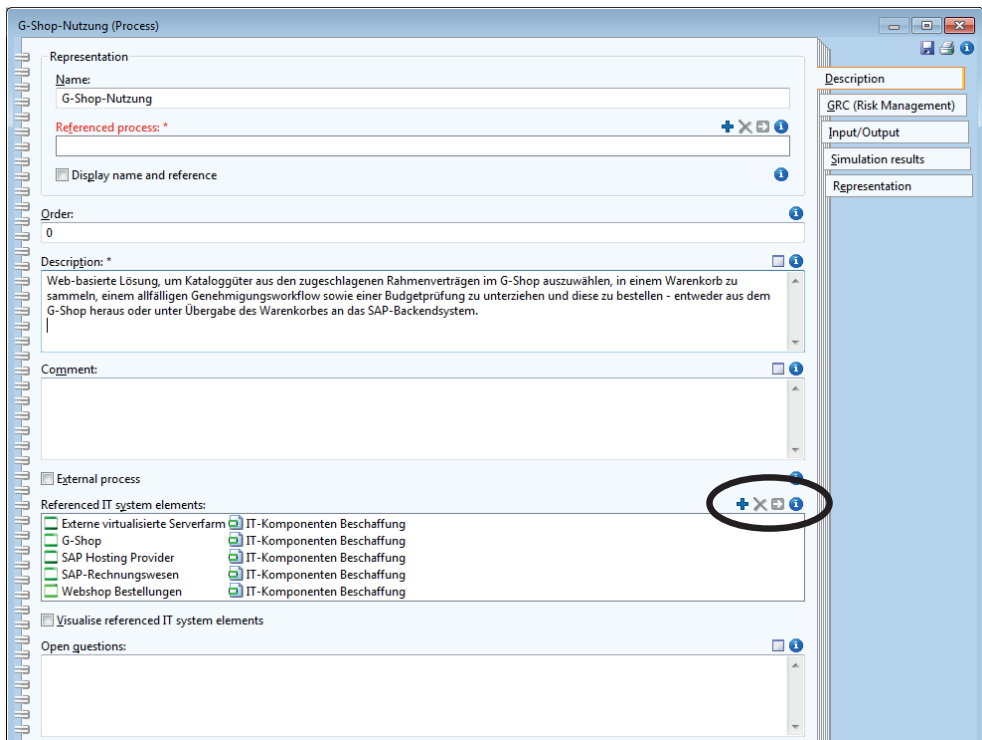 G-Shop-Nutzung (Process)
Representation
Name:
G-Shop-Nutzung
Referenced process: *
Display name and reference
Order:
0
Description: *
Web-basierte Lösung, um Kataloggüter aus den zugeschlagenen Rahmenverträgen im G-Shop auszuwählen, in einem Warenkorb zu
sammeln, einem allfälligen Genehmigungsworkflow sowie einer Budgetprüfung zu unterziehen und diese zu bestellen - entweder aus dem
G-Shop heraus oder unter Übergabe des Warenkorbes an das SAP-Backendsystem.
Comment:
External process
Referenced IT system elements:
Externe virtualisierte Serverfarm IT-Komponenten Beschaffung
G-Shop IT-Komponenten Beschaffung
SAP Hosting Provider IT-Komponenten Beschaffung
SAP-Rechnungswesen IT-Komponenten Beschaffung
Webshop Bestellungen IT-Komponenten Beschaffung
Visualise referenced IT system elements
Open questions:
Description
GRC (Risk Management)
Input/Output
Simulation results
Representation